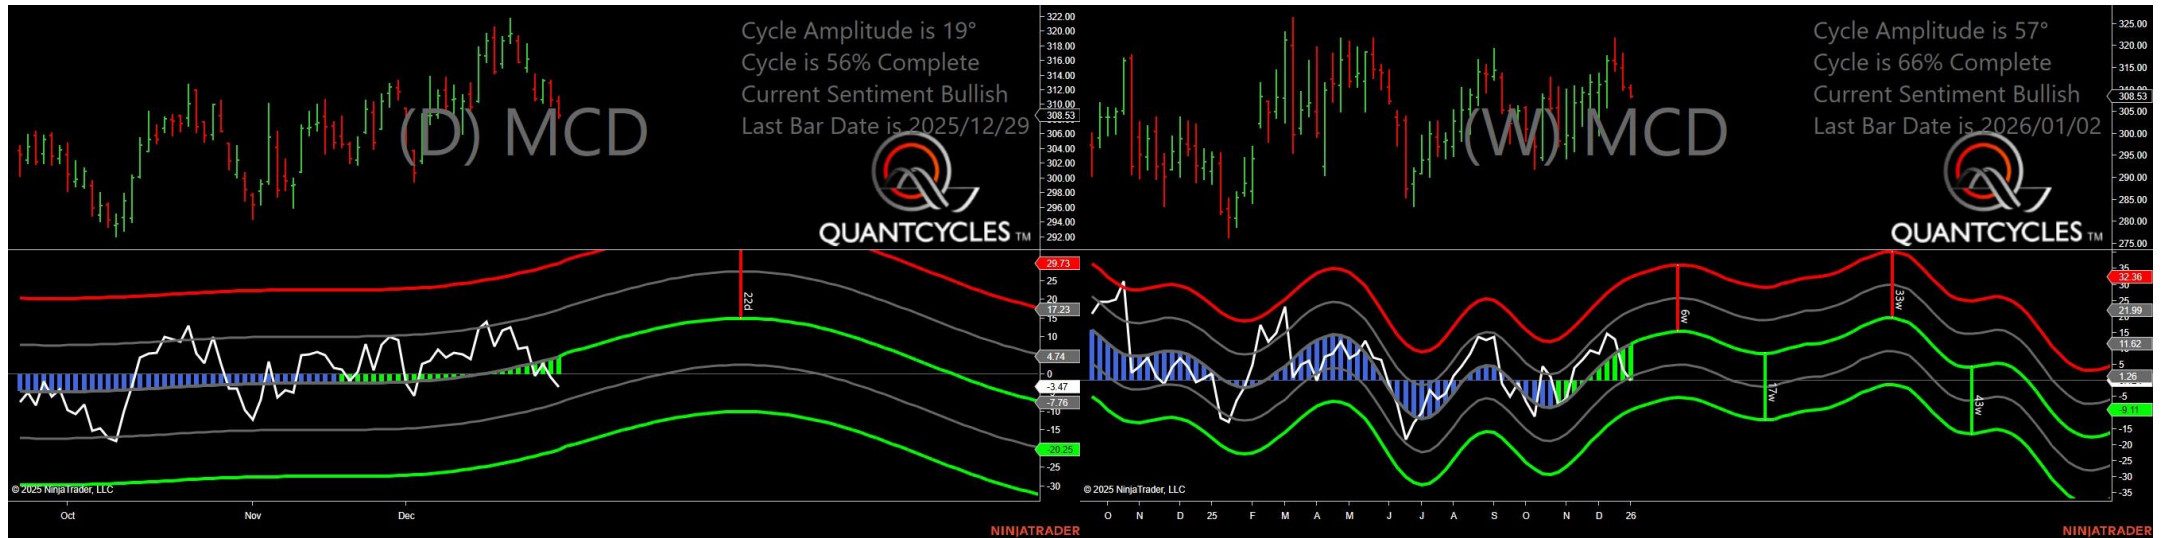 Cycle Amplitude is 19°
Cycle is 56% Complete
Current Sentiment Bullish
Last Bar Date is 2025/12/29
(D) MCD
QUANTCYCLES TM
322.00
320.00
318.00
316.00
314.00
312.00
310.00
308.53
306.00
304.00
302.00
300.00
298.00
296.00
294.00
292.00
22d
29.73
25
20
17.23
15
10
4.74
0
-3.47
-7.76
-10
-15
-20.25
-25
-30
© 2025 NinjaTrader, LLC
Oct Nov Dec
NINJATRADER
Cycle Amplitude is 57°
Cycle is 66% Complete
Current Sentiment Bullish
Last Bar Date is 2026/01/02
(W) MCD
QUANTCYCLES TM
325.00
320.00
315.00
308.53
305.00
300.00
295.00
290.00
285.00
280.00
275.00
6w
17w
33w
43w
35
32.36
30
21.99
15
11.62
5
1.26
-5
-9.11
-15
-20
-25
-30
-35
© 2025 NinjaTrader, LLC
O N D 25 F M A M J J A S O N D 26
NINJATRADER